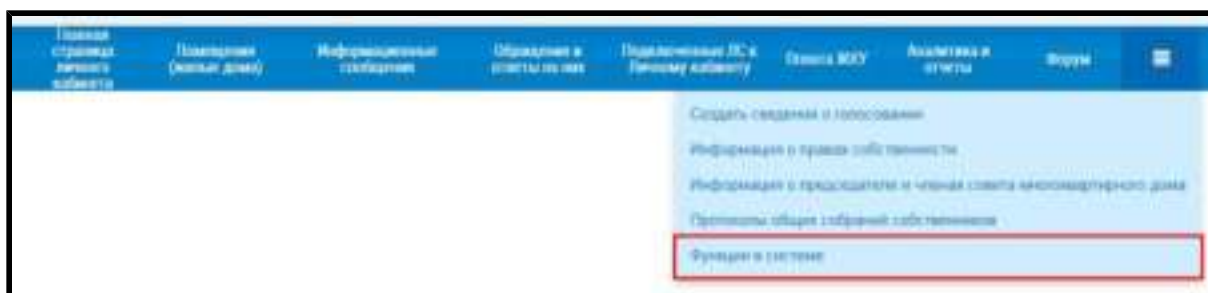 Главная
страница
личного
кабинета
Помещения
(жилые дома)
Информационные
сообщения
Обращения и
ответы на них
Подключенные ЛС к
Личному кабинету
Оплата ЖКУ
Аналитика и
отчеты
Форум
Создать сведения о голосовании
Информация о правах собственности
Информация о председателе и членах совета многоквартирного дома
Протоколы общих собраний собственников
Функции в системе